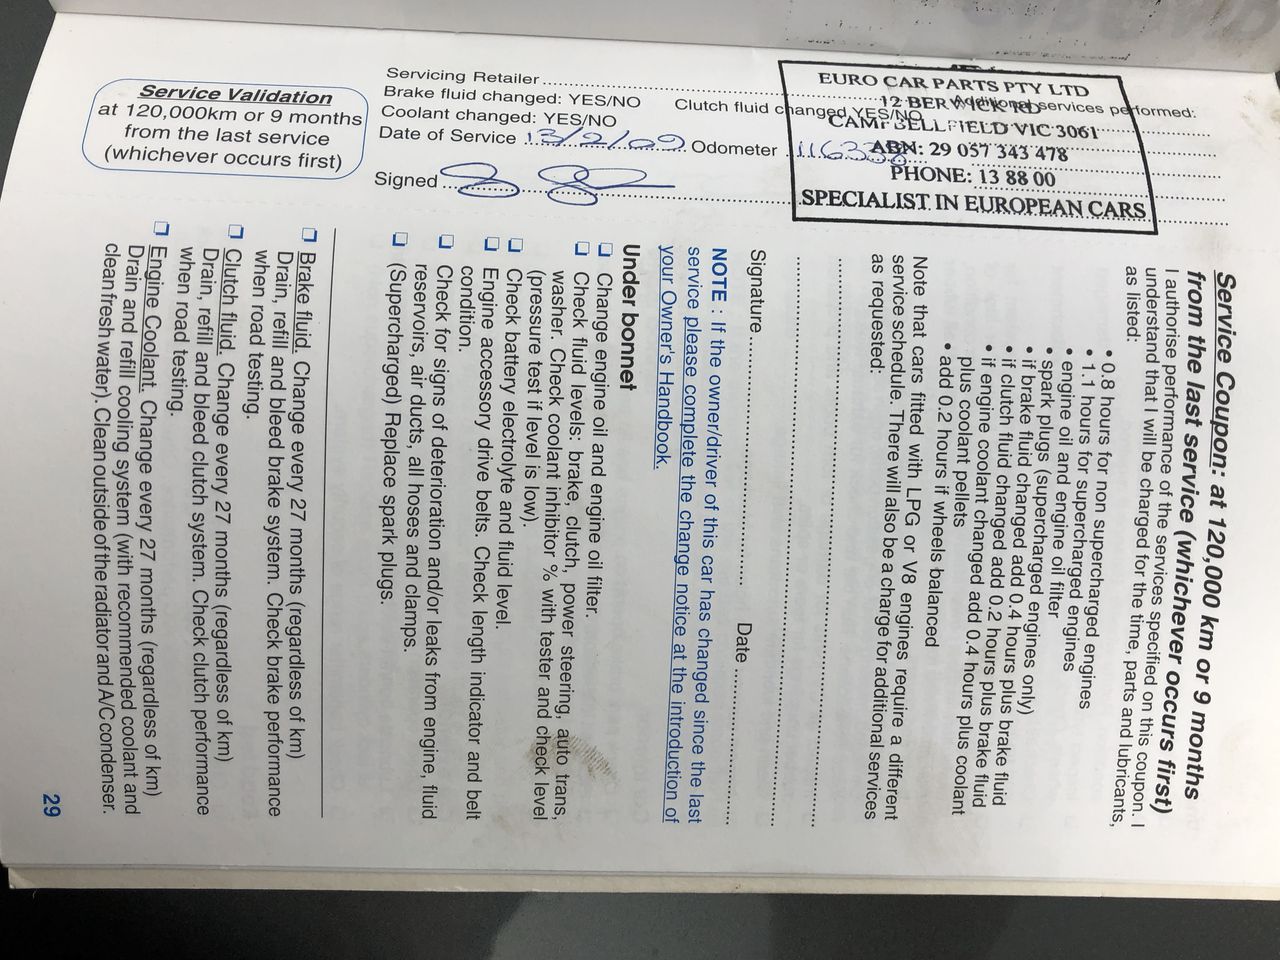 Service Validation
at 120,000km or 9 months
from the last service
(whichever occurs first)
Servicing Retailer
Brake fluid changed: YES/NO Clutch fluid changed YES/NO
Coolant changed: YES/NO
Date of Service 13/2/09 Odometer
Signed
Additional services performed:
EURO CAR PARTS PTY LTD
12 BERWICK RD
CAMPBELLFIELD VIC 3061
ABN: 29 057 343 478
PHONE: 13 88 00
SPECIALIST IN EUROPEAN CARS
Service Coupon: at 120,000 km or 9 months
from the last service (whichever occurs first)
I authorise performance of the services specified on this coupon. I
understand that I will be charged for the time, parts and lubricants,
as listed:
• 0.8 hours for non supercharged engines
• 1.1 hours for supercharged engines
• engine oil and engine oil filter
• spark plugs (supercharged engines only)
• if brake fluid changed add 0.4 hours plus brake fluid
• if clutch fluid changed add 0.2 hours plus brake fluid
• if engine coolant changed add 0.4 hours plus coolant
plus coolant pellets
• add 0.2 hours if wheels balanced
Note that cars fitted with LPG or V8 engines require a different
service schedule. There will also be a charge for additional services
as requested:
Signature Date
NOTE : If the owner/driver of this car has changed since the last
service please complete the change notice at the introduction of
your Owner's Handbook.
Under bonnet
❑ Change engine oil and engine oil filter.
❑ Check fluid levels: brake, clutch, power steering, auto trans,
washer. Check coolant inhibitor % with tester and check level
(pressure test if level is low).
❑ Check battery electrolyte and fluid level.
❑ Engine accessory drive belts. Check length indicator and belt
condition.
❑ Check for signs of deterioration and/or leaks from engine, fluid
reservoirs, air ducts, all hoses and clamps.
❑ (Supercharged) Replace spark plugs.
❑ Brake fluid. Change every 27 months (regardless of km)
Drain, refill and bleed brake system. Check brake performance
when road testing.
❑ Clutch fluid. Change every 27 months (regardless of km)
Drain, refill and bleed clutch system. Check clutch performance
when road testing.
❑ Engine Coolant. Change every 27 months (regardless of km)
Drain and refill cooling system (with recommended coolant and
clean fresh water). Clean outside of the radiator and A/C condenser.
29